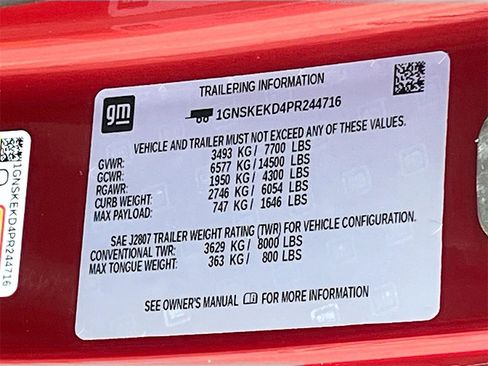 TRAILERING INFORMATION
gm
1GNSKEKD4PR244716
VEHICLE AND TRAILER MUST NOT EXCEED ANY OF THESE VALUES.
GVWR: 3493 KG / 7700 LBS
GCWR: 6577 KG / 14500 LBS
RGAWR: 1950 KG / 4300 LBS
CURB WEIGHT: 2746 KG / 6054 LBS
MAX PAYLOAD: 747 KG / 1646 LBS
SAE J2807 TRAILER WEIGHT RATING (TWR) FOR VEHICLE CONFIGURATION.
CONVENTIONAL TWR: 3629 KG / 8000 LBS
MAX TONGUE WEIGHT: 363 KG / 800 LBS
SEE OWNER'S MANUAL FOR MORE INFORMATION
1GNSKEKD4PR244716